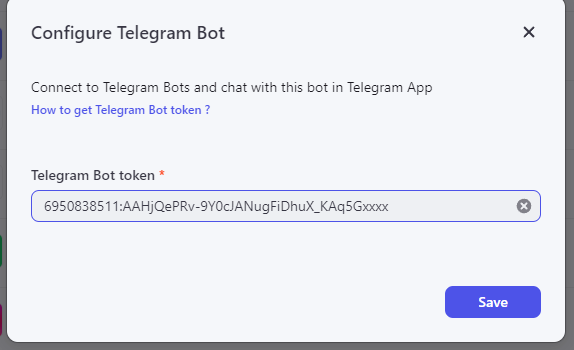 Configure Telegram Bot
Connect to Telegram Bots and chat with this bot in Telegram App
How to get Telegram Bot token ?
Telegram Bot token *
6950838511:AAHjQePRv-9Y0cJANugFiDhuX_KAq5Gxxxx
Save